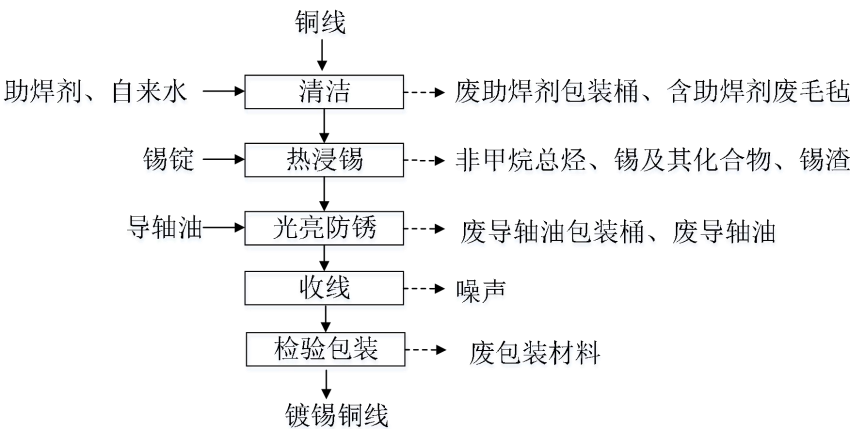 铜线
助焊剂、自来水 清洁 废助焊剂包装桶、含助焊剂废毛毡
锡锭 热浸锡 非甲烷总烃、锡及其化合物、锡渣
导轴油 光亮防锈 废导轴油包装桶、废导轴油
收线 噪声
检验包装 废包装材料
镀锡铜线